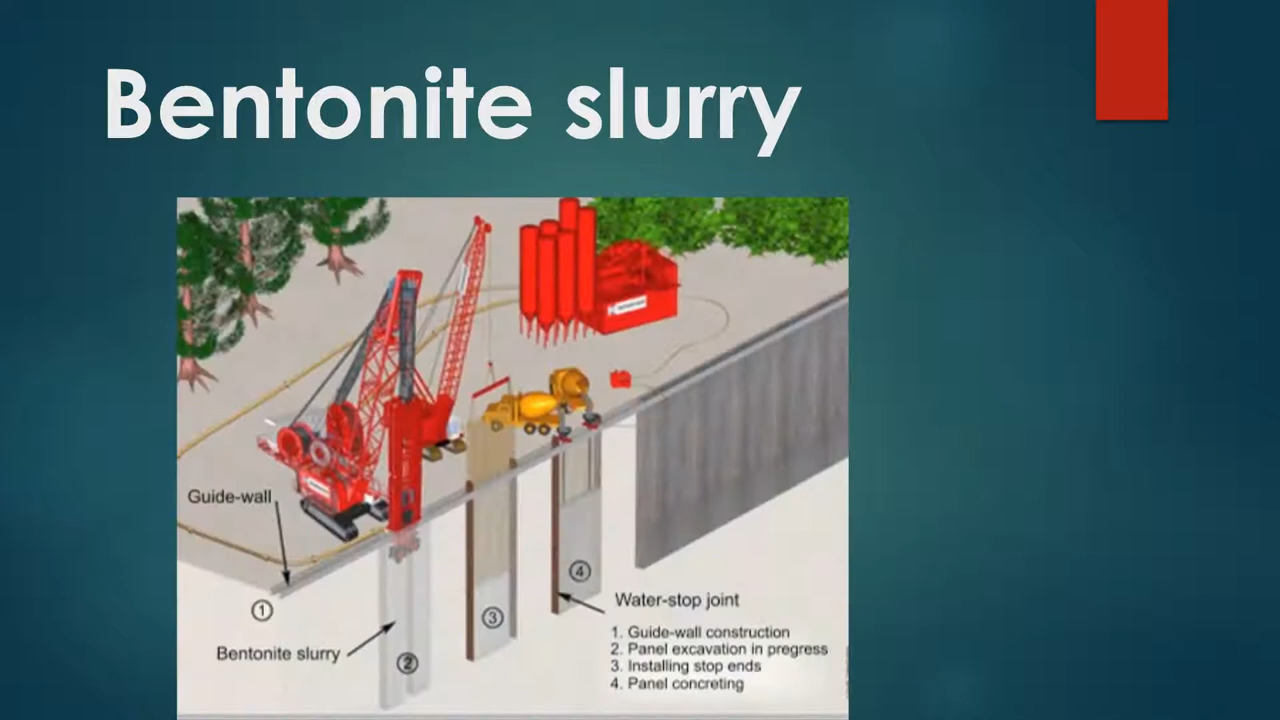 Bentonite slurry
Guide-wall
①
Bentonite slurry
②
③
④
Water-stop joint
1. Guide-wall construction
2. Panel excavation in pregress
3. Installing stop ends
4. Panel concreting